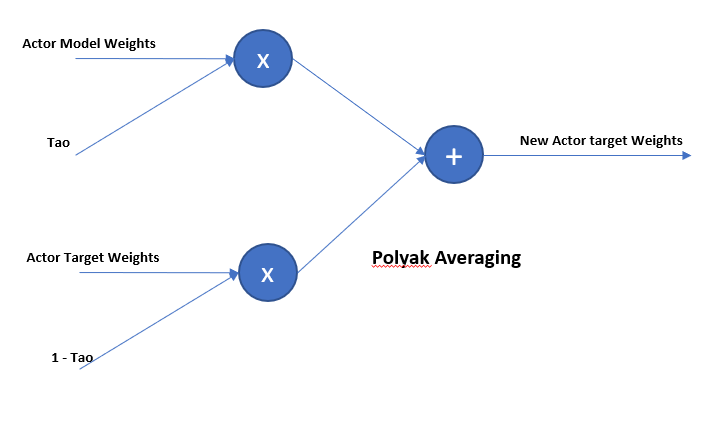 Actor Model Weights
X
Tao
+
New Actor target Weights
Actor Target Weights
X
Polyak Averaging
1 - Tao